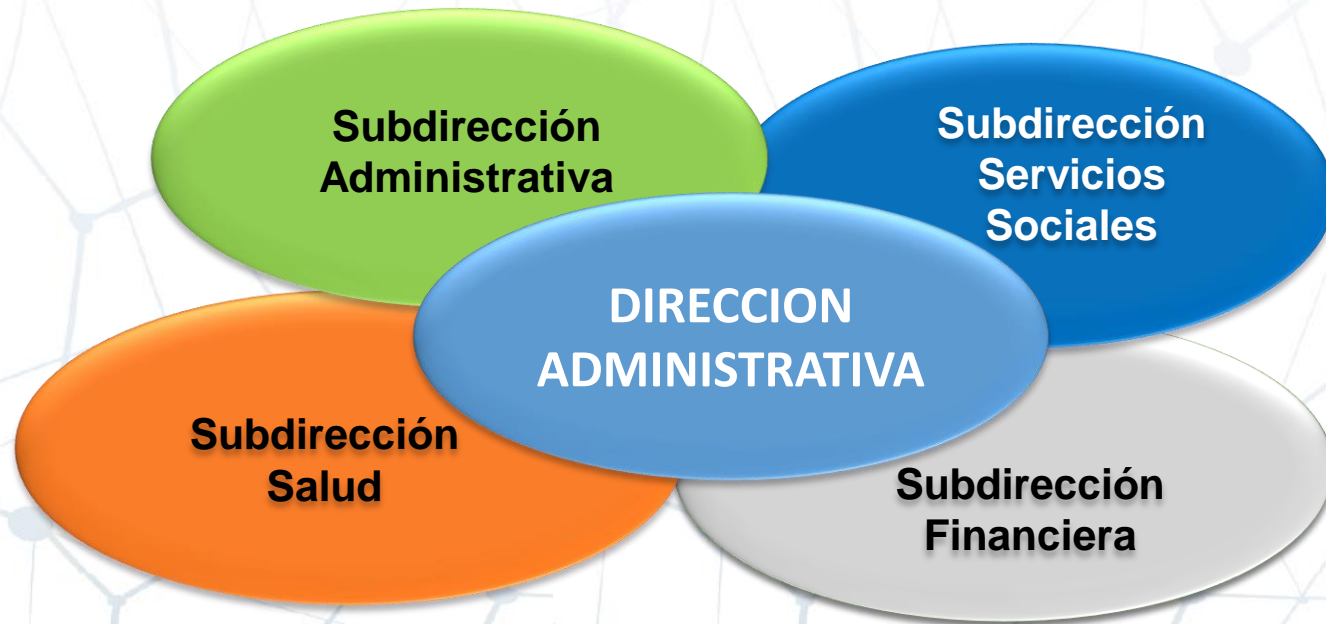 Subdirección
Administrativa
Subdirección
Servicios
Sociales
DIRECCION
ADMINISTRATIVA
Subdirección
Salud
Subdirección
Financiera